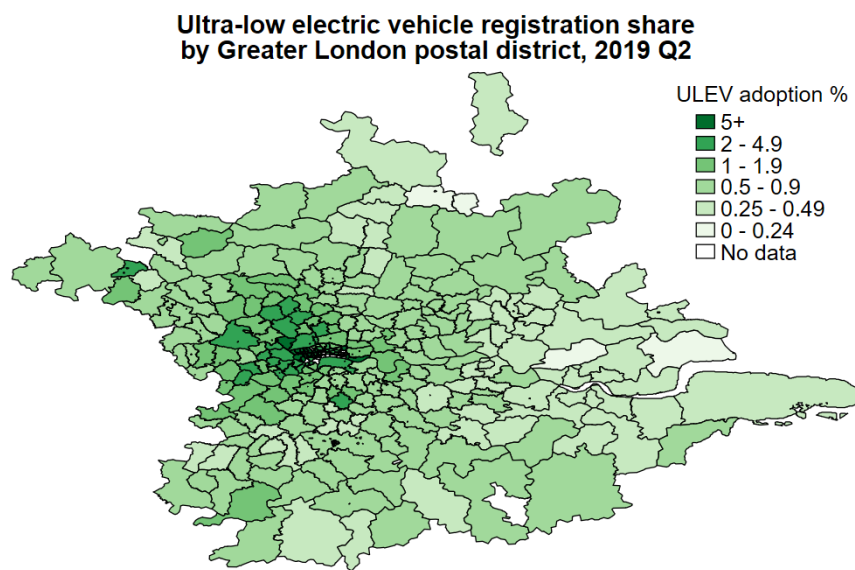 Ultra-low electric vehicle registration share
by Greater London postal district, 2019 Q2
ULEV adoption %
5+
2 - 4.9
1 - 1.9
0.5 - 0.9
0.25 - 0.49
0 - 0.24
No data